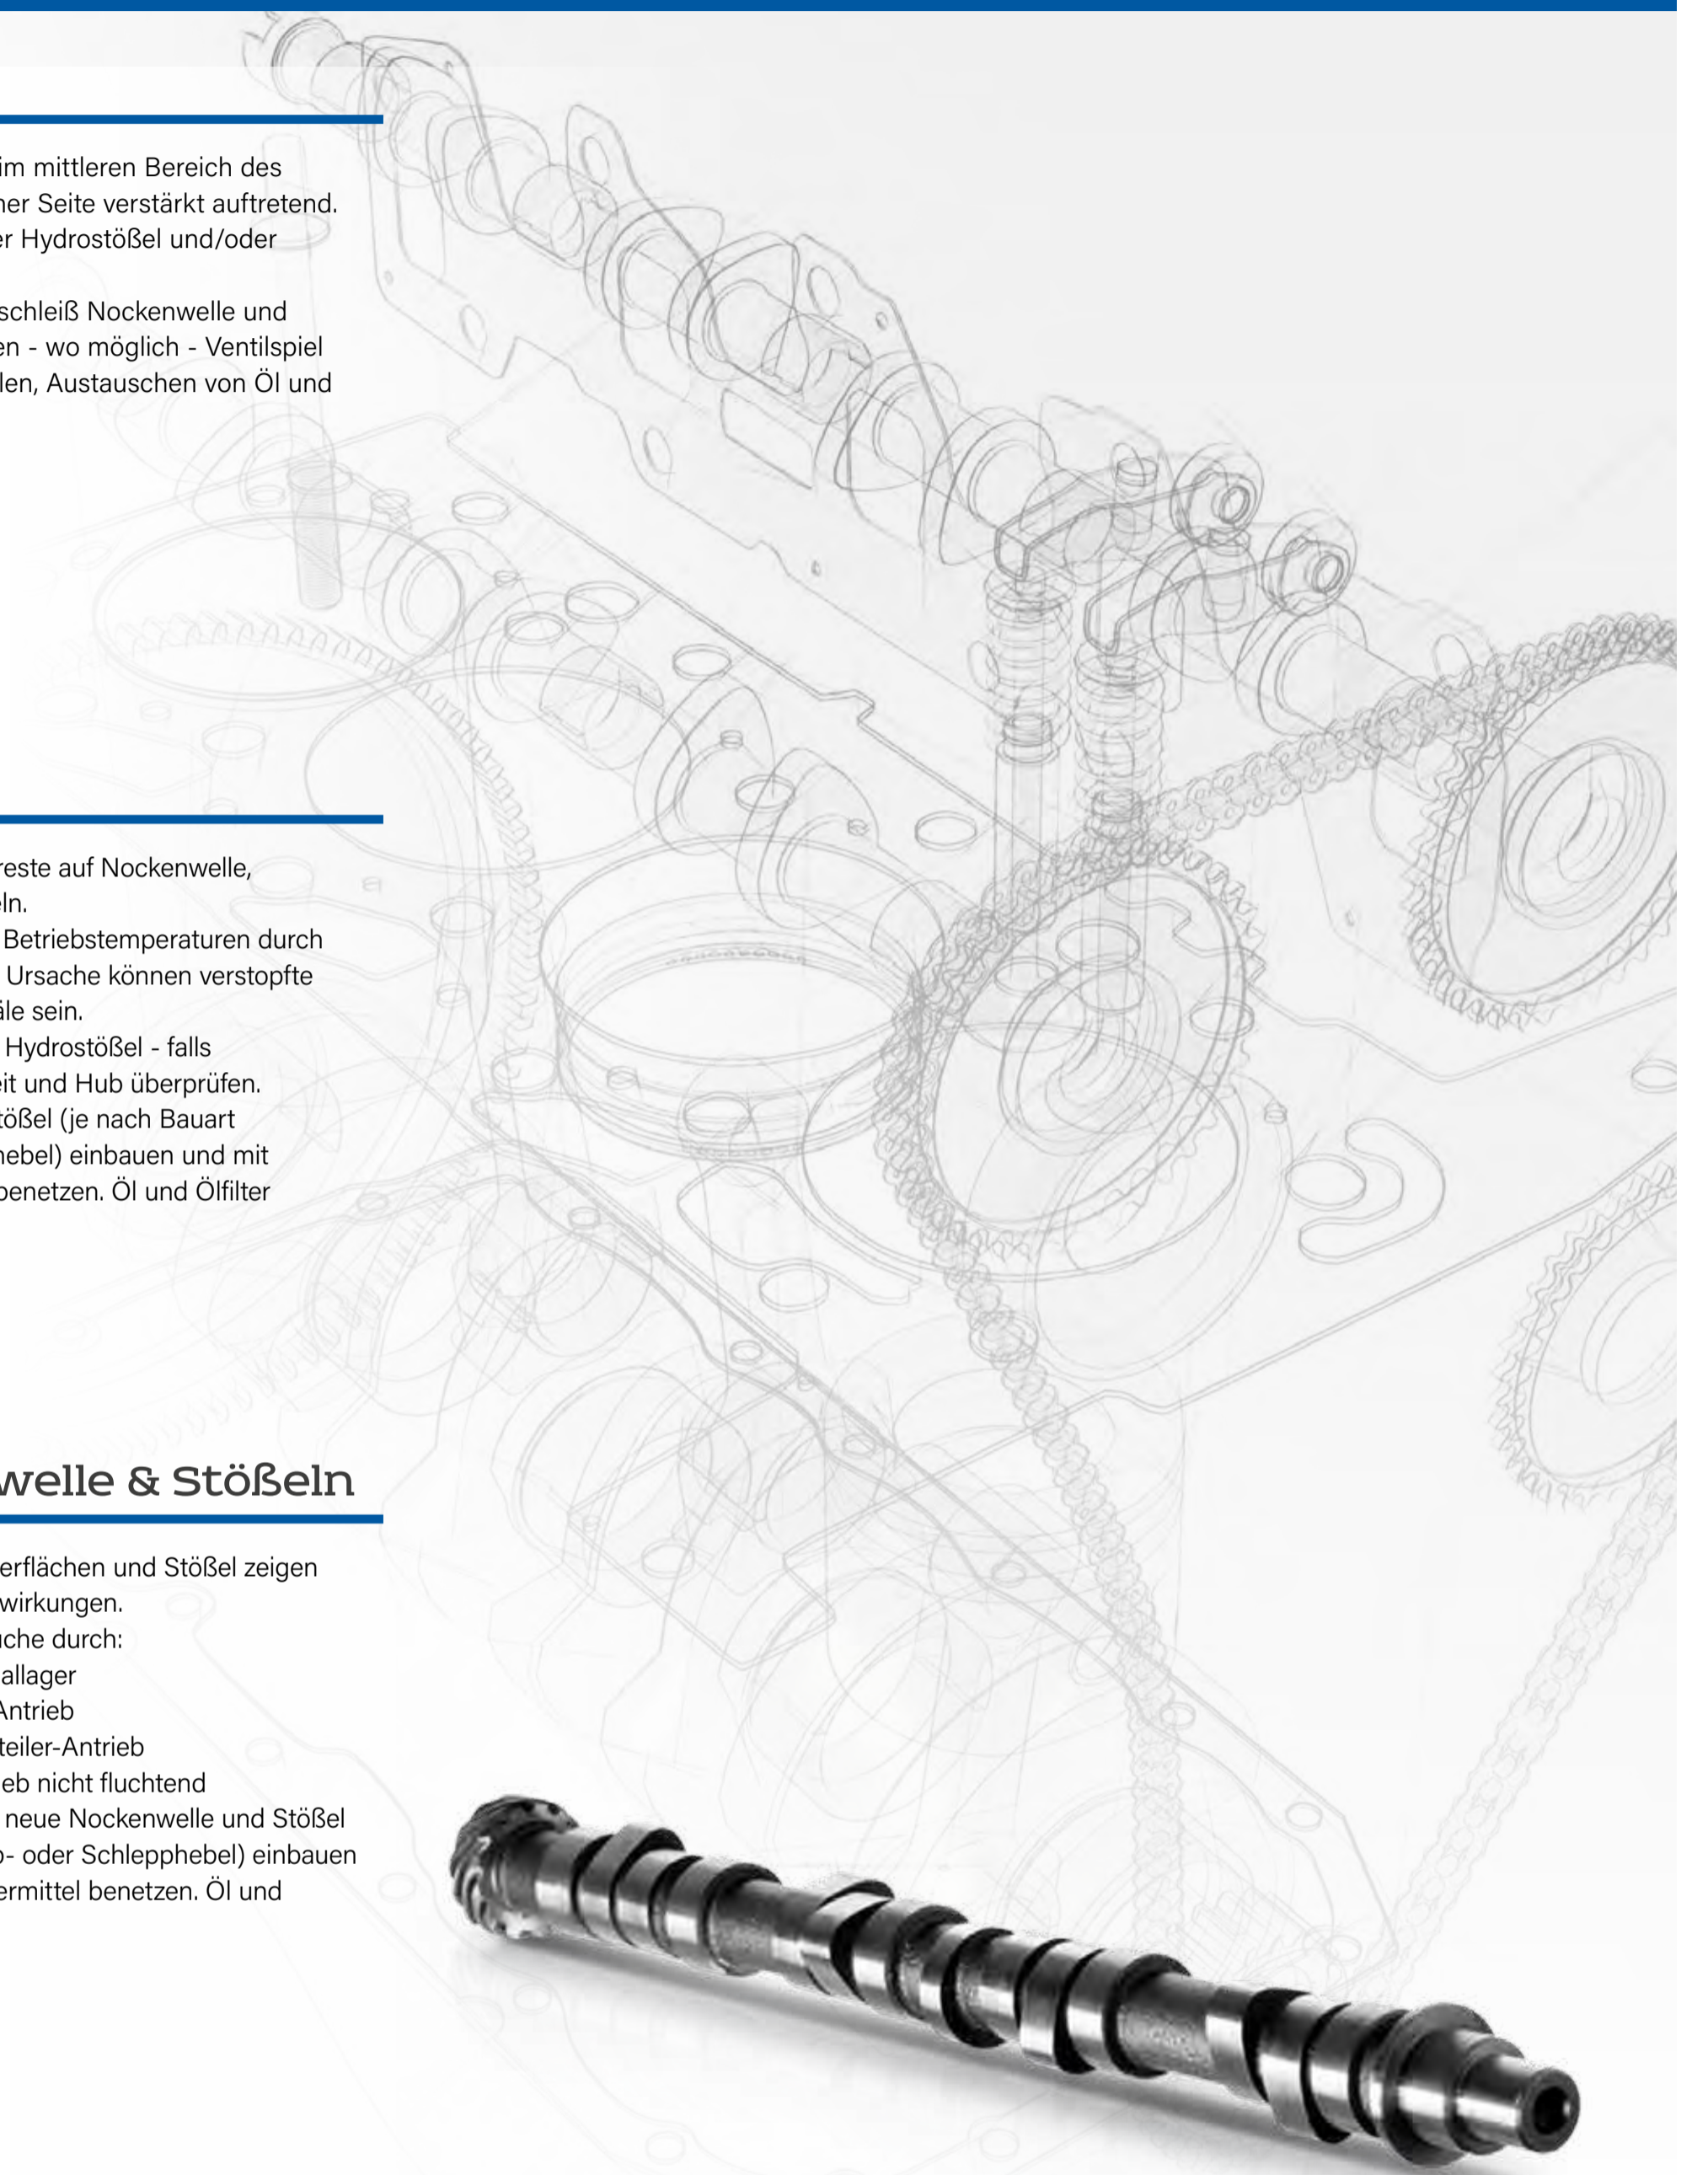 im mittleren Bereich des
ner Seite verstärkt auftretend.
er Hydrostößel und/oder
schleiß Nockenwelle und
en - wo möglich - Ventilspiel
len, Austauschen von Öl und
reste auf Nockenwelle,
eln.
Betriebstemperaturen durch
Ursache können verstopfte
äle sein.
Hydrostößel - falls
eit und Hub überprüfen.
tößel (je nach Bauart
hebel) einbauen und mit
benetzen. Öl und Ölfilter
welle & Stößeln
erflächen und Stößel zeigen
wirkungen.
che durch:
allager
Antrieb
teiler-Antrieb
eb nicht fluchtend
neue Nockenwelle und Stößel
p- oder Schlepphebel) einbauen
ermittel benetzen. Öl und